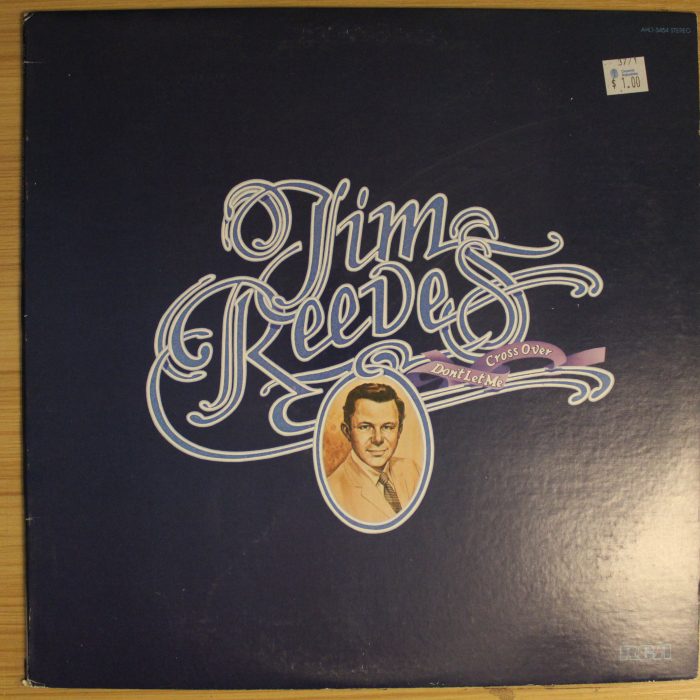 AHL1-3454 STEREO
$ 1.00
Jim
Reeves
Don't Let Me
Cross Over
RCA